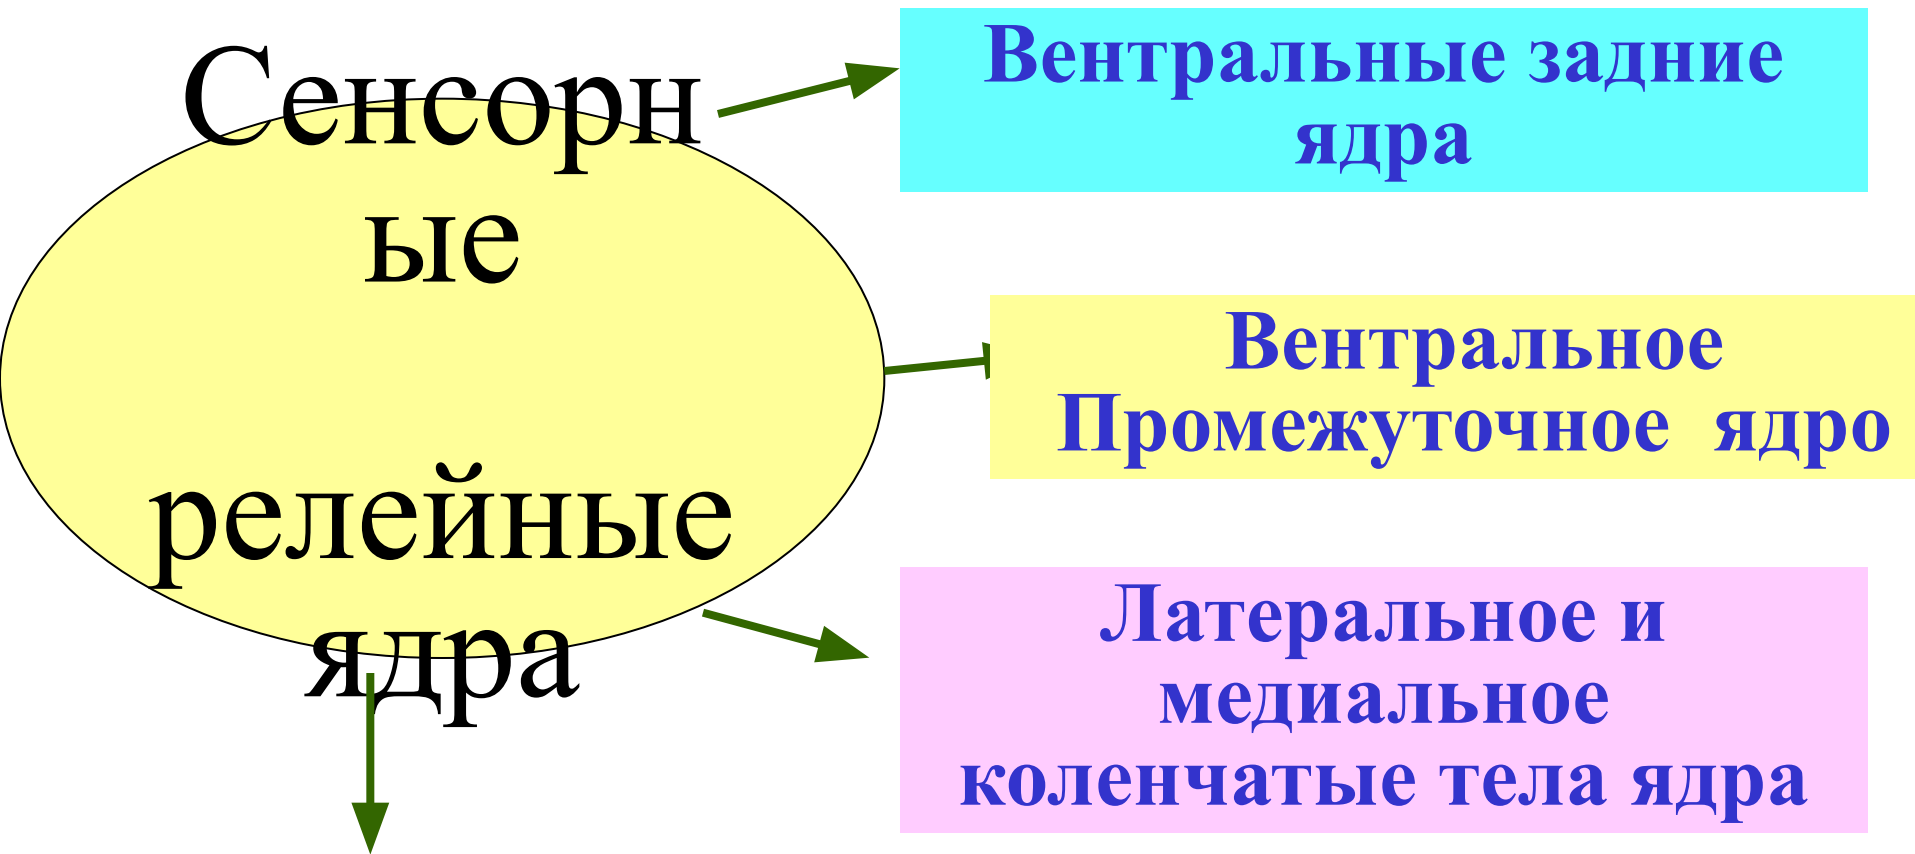 Сенсорн
ые
релейные
ядра
Вентральные задние
ядра
Вентральное
Промежуточное ядро
Латеральное и
медиальное
коленчатые тела ядра